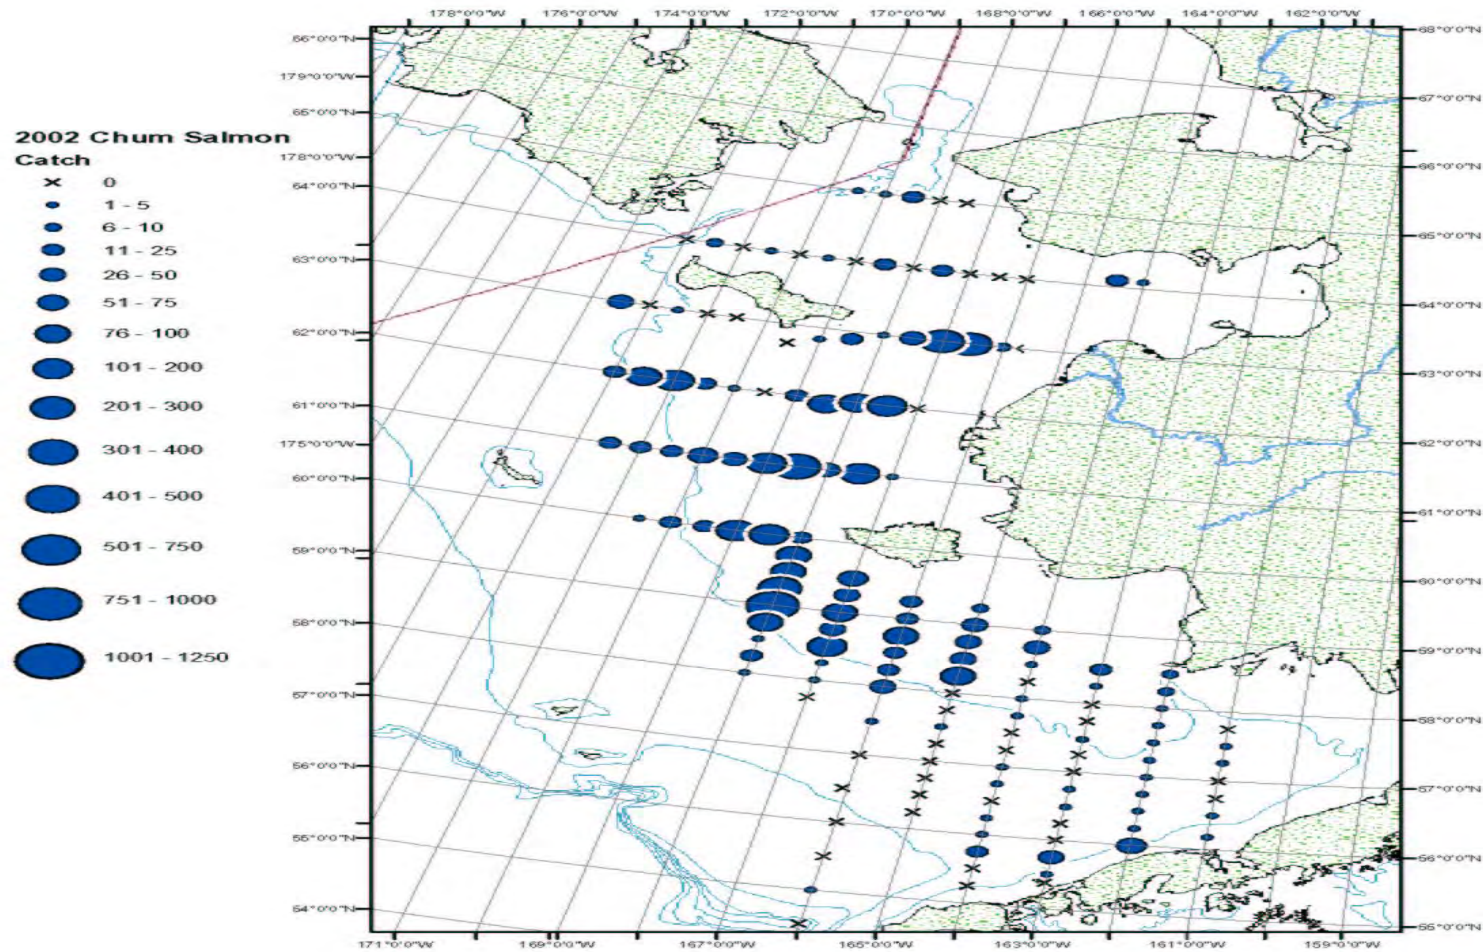 178°0'0"W 176°0'0"W 174°0'0"W 172°0'0"W 170°0'0"W 168°0'0"W 166°0'0"W 164°0'0"W 162°0'0"W
66°0'0"N
179°0'0"W
65°0'0"N
178°0'0"W
64°0'0"N
63°0'0"N
62°0'0"N
61°0'0"N
175°0'0"W
60°0'0"N
59°0'0"N
58°0'0"N
57°0'0"N
56°0'0"N
55°0'0"N
54°0'0"N
2002 Chum Salmon
Catch
0
1 - 5
6 - 10
11 - 25
26 - 50
51 - 75
76 - 100
101 - 200
201 - 300
301 - 400
401 - 500
501 - 750
751 - 1000
1001 - 1250
68°0'0"N
67°0'0"N
66°0'0"N
65°0'0"N
64°0'0"N
63°0'0"N
62°0'0"N
61°0'0"N
60°0'0"N
59°0'0"N
58°0'0"N
57°0'0"N
56°0'0"N
55°0'0"N
171°0'0"W 169°0'0"W 167°0'0"W 165°0'0"W 163°0'0"W 161°0'0"W 159°0'0"W